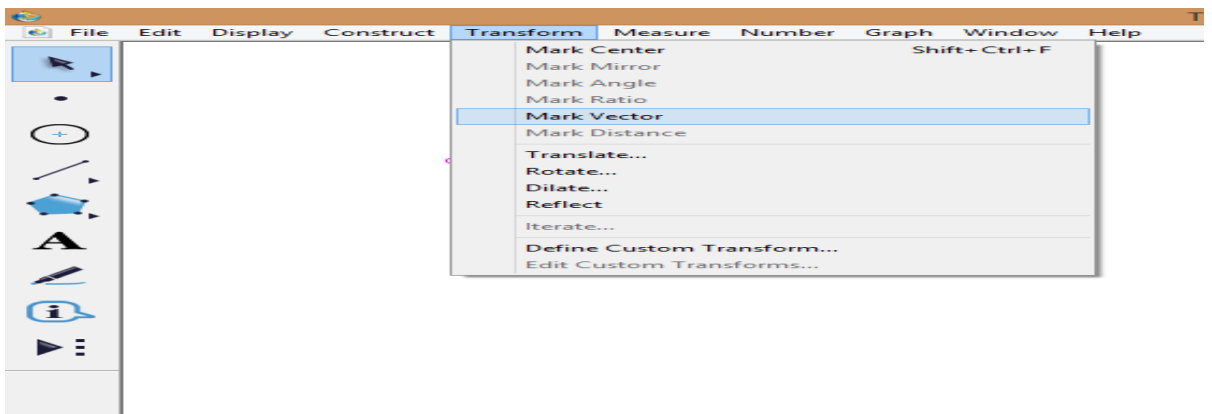 T
File Edit Display Construct Transform Measure Number Graph Window Help
Mark Center Shift+Ctrl+F
Mark Mirror
Mark Angle
Mark Ratio
Mark Vector
Mark Distance
Translate...
Rotate...
Dilate...
Reflect
Iterate...
Define Custom Transform...
Edit Custom Transforms...
A
i